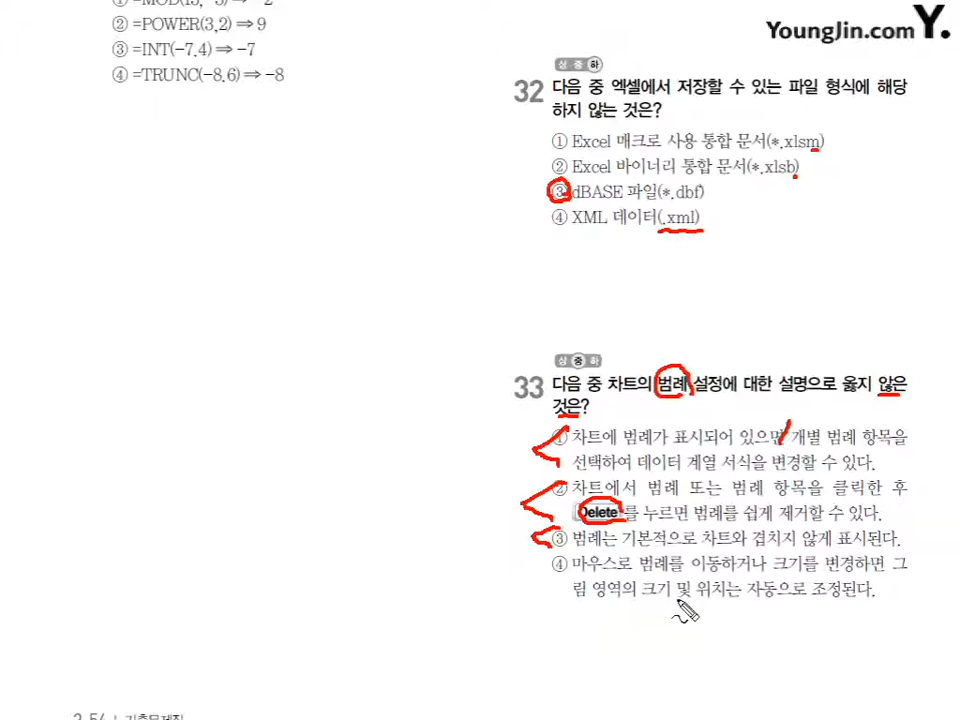 ② =POWER(3,2) ⇒ 9
③ =INT(-7.4) ⇒ -7
④ =TRUNC(-8.6) ⇒ -8
YoungJin.com Y.
상 중 하
32 다음 중 엑셀에서 저장할 수 있는 파일 형식에 해당
하지 않는 것은?
① Excel 매크로 사용 통합 문서(*.xlsm)
② Excel 바이너리 통합 문서(*.xlsb)
③ dBASE 파일(*.dbf)
④ XML 데이터(.xml)
상 중 하
33 다음 중 차트의 범례 설정에 대한 설명으로 옳지 않은
것은?
① 차트에 범례가 표시되어 있으면 개별 범례 항목을
선택하여 데이터 계열 서식을 변경할 수 있다.
② 차트에서 범례 또는 범례 항목을 클릭한 후
Delete를 누르면 범례를 쉽게 제거할 수 있다.
③ 범례는 기본적으로 차트와 겹치지 않게 표시된다.
④ 마우스로 범례를 이동하거나 크기를 변경하면 그
림 영역의 크기 및 위치는 자동으로 조정된다.